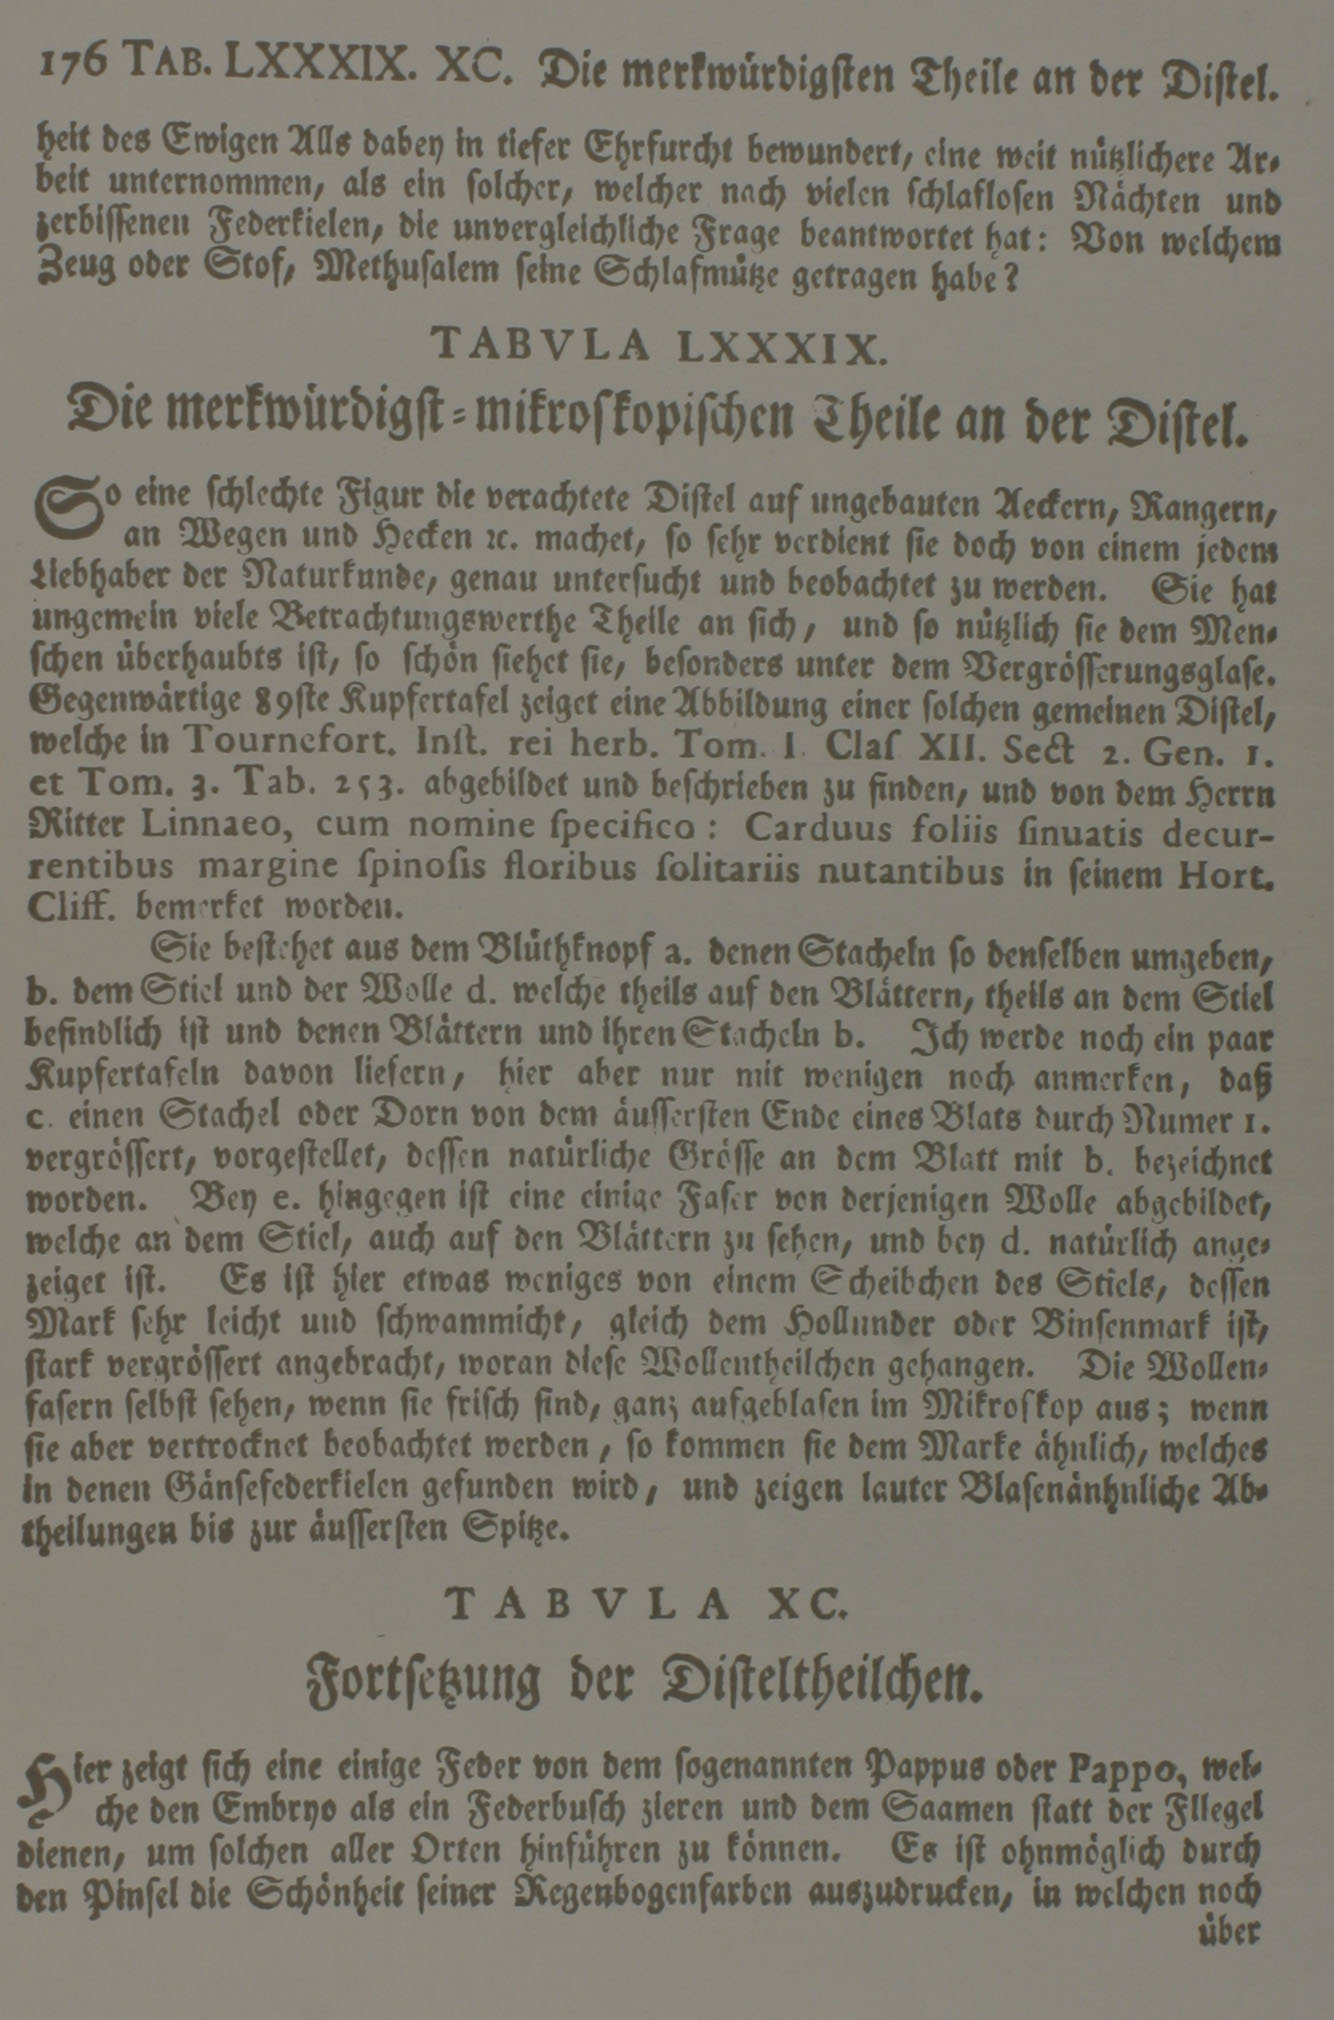 176 TAB. LXXXIX. XC. Die merkwürdigsten Theile an der Distel.
heit des Ewigen Alls dabey in tiefer Ehrfurcht bewundert, eine weit nützlichere Ar-
beit unternommen, als ein solcher, welcher nach vielen schlaflosen Nächten und
zerbissenen Federkielen, die unvergleichliche Frage beantwortet hat: Von welchem
Zeug oder Stof, Methusalem seine Schlafmütze getragen habe?
TABVLA LXXXIX.
Die merkwürdigst-mikroskopischen Theile an der Distel.
So eine schlechte Figur die verachtete Distel auf ungebauten Aeckern, Rangern,
an Wegen und Hecken ꝛc. machet, so sehr verdient sie doch von einem jedem
Liebhaber der Naturkunde, genau untersucht und beobachtet zu werden. Sie hat
ungemein viele Betrachtungswerthe Theile an sich, und so nützlich sie dem Men-
schen überhaubts ist, so schön siehet sie, besonders unter dem Vergrösserungsglase.
Gegenwärtige 89ste Kupfertafel zeiget eine Abbildung einer solchen gemeinen Distel,
welche in Tournefort. Inſt. rei herb. Tom. I. Claſ XII. Sect 2. Gen. 1.
et Tom. 3. Tab. 253. abgebildet und beschrieben zu finden, und von dem Herrn
Ritter Linnaeo, cum nomine ſpecifico: Carduus foliis ſinuatis decur-
rentibus margine ſpinoſis floribus ſolitariis nutantibus in seinem Hort.
Cliff. bemerket worden.
Sie bestehet aus dem Blüthknopf a. denen Stacheln so denselben umgeben,
b. dem Stiel und der Wolle d. welche theils auf den Blättern, theils an dem Stiel
befindlich ist und denen Blättern und ihren Stacheln b. Ich werde noch ein paar
Kupfertafeln davon liefern, hier aber nur mit wenigen noch anmerken, daß
c. einen Stachel oder Dorn von dem äussersten Ende eines Blats durch Numer 1.
vergrössert, vorgestellet, dessen natürliche Grösse an dem Blatt mit b. bezeichnet
worden. Bey e. hingegen ist eine einige Faser von derjenigen Wolle abgebildet,
welche an dem Stiel, auch auf den Blättern zu sehen, und bey d. natürlich ange-
zeiget ist. Es ist hier etwas weniges von einem Scheibchen des Stiels, dessen
Mark sehr leicht und schwammicht, gleich dem Hollunder oder Binsenmark ist,
stark vergrössert angebracht, woran diese Wollentheilchen gehangen. Die Wollen-
fasern selbst sehen, wenn sie frisch sind, ganz aufgeblasen im Mikroskop aus; wenn
sie aber vertrocknet beobachtet werden, so kommen sie dem Marke ähnlich, welches
in denen Gänsefederkielen gefunden wird, und zeigen lauter Blasenänhnliche Ab-
theilungen bis zur äussersten Spitze.
TABVLA XC.
Fortsetzung der Disteltheilchen.
Hier zeigt sich eine einige Feder von dem sogenannten Pappus oder Pappo, wel-
che den Embryo als ein Federbusch zieren und dem Saamen statt der Fllegel
dienen, um solchen aller Orten hinführen zu können. Es ist ohnmöglich durch
den Pinsel die Schönheit seiner Regenbogenfarben auszudrucken, in welchen noch
über